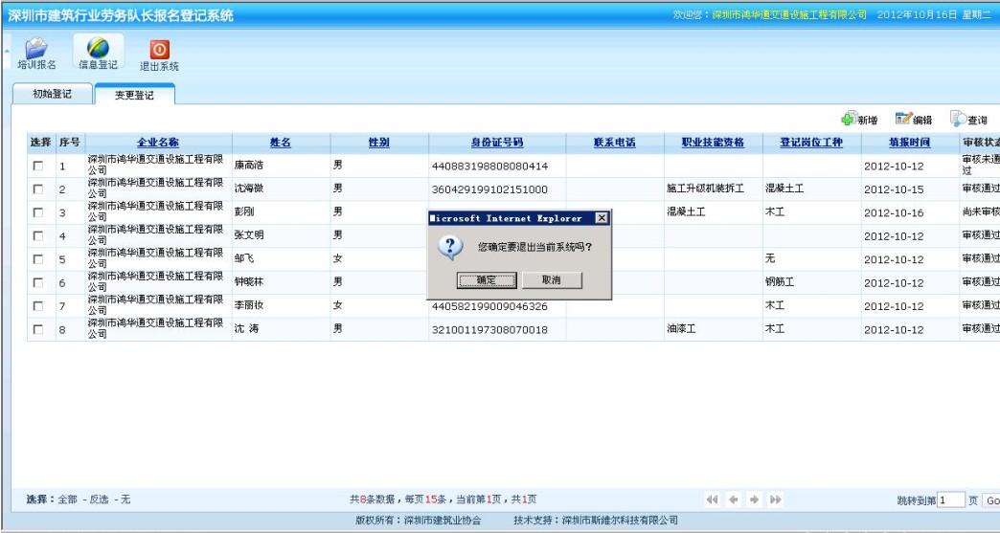 深圳市建筑行业劳务队长报名登记系统
欢迎您：深圳市鸿华通交通设施工程有限公司 2012年10月16日 星期二
培训报名 信息登记 退出系统
初始登记 变更登记
新增 编辑 查询
选择 序号 企业名称 姓名 性别 身份证号码 联系电话 职业技能资格 登记岗位工种 填报时间 审核状态
深圳市鸿华通交通设施工程有限公司
1 康高浩 男 440883198808080414 2012-10-12 审核未通过
深圳市鸿华通交通设施工程有限公司
2 沈海微 男 360429199102151000 施工升级机装拆工 混凝土工 2012-10-15 审核通过
深圳市鸿华通交通设施工程有限公司
3 彭刚 男 混凝土工 木工 2012-10-16 尚未审核
深圳市鸿华通交通设施工程有限公司
4 张文明 男 2012-10-12 审核通过
深圳市鸿华通交通设施工程有限公司
5 邹飞 女 无 2012-10-12 审核通过
深圳市鸿华通交通设施工程有限公司
6 钟晓林 男 钢筋工 2012-10-12 审核通过
深圳市鸿华通交通设施工程有限公司
7 李丽妆 女 440582199009046326 木工 2012-10-12 审核通过
深圳市鸿华通交通设施工程有限公司
8 沈 涛 男 321001197308070018 油漆工 木工 2012-10-12 审核通过
Microsoft Internet Explorer
您确定要退出当前系统吗?
确定 取消
选择：全部 -反选 -无 共8条数据，每页15条，当前第1页，共1页 跳转到第 1 页 Go
版权所有：深圳市建筑业协会 技术支持：深圳市斯维尔科技有限公司